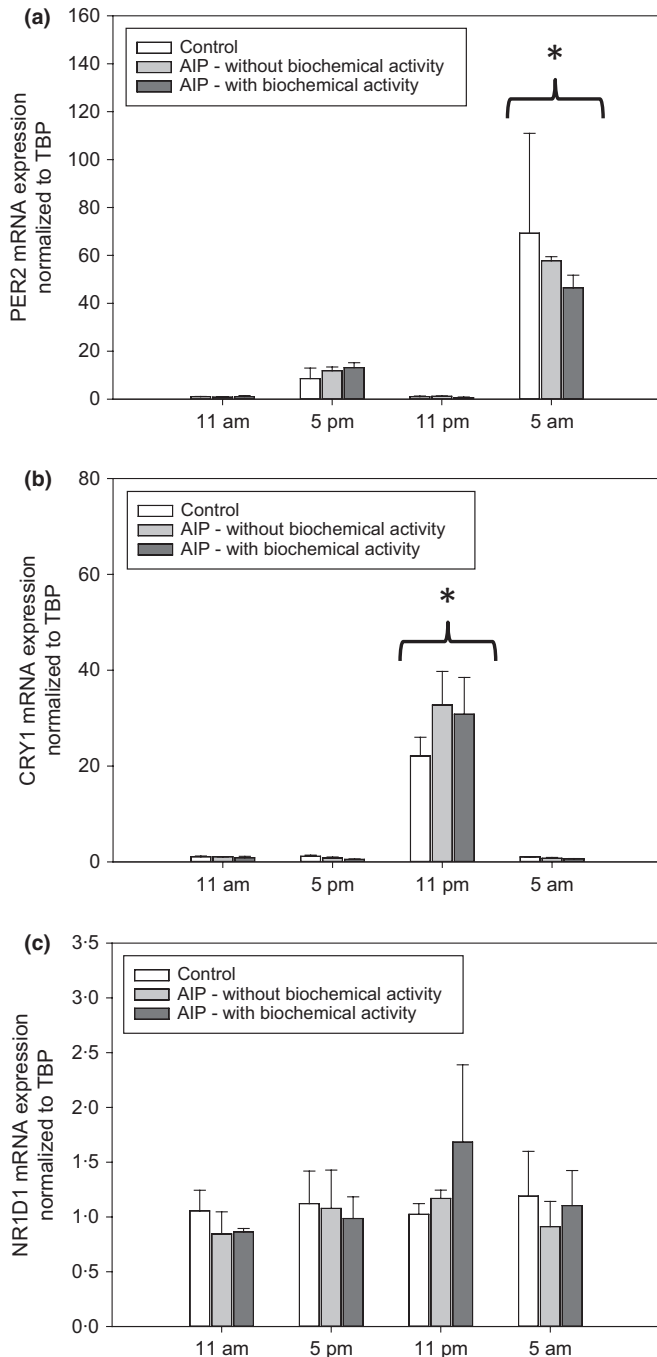 (a)
160
140
120
100
80
60
40
20
0
PER2 mRNA expression
normalized to TBP
Control
AIP - without biochemical activity
AIP - with biochemical activity
*
11 am
5 pm
11 pm
5 am
(b)
80
60
40
20
0
CRY1 mRNA expression
normalized to TBP
Control
AIP - without biochemical activity
AIP - with biochemical activity
*
11 am
5 pm
11 pm
5 am
(c)
3·5
3·0
2·5
2·0
1·5
1·0
0·5
0·0
NR1D1 mRNA expression
normalized to TBP
Control
AIP - without biochemical activity
AIP - with biochemical activity
11 am
5 pm
11 pm
5 am